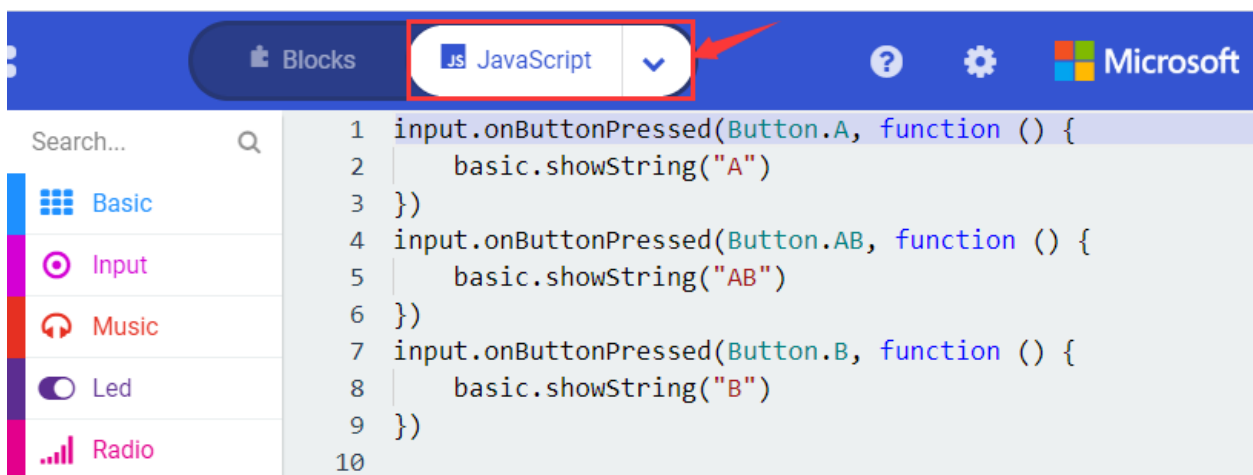 Blocks
JS JavaScript
Microsoft
Search...
Basic
Input
Music
Led
Radio
1 input.onButtonPressed(Button.A, function () {
2     basic.showString("A")
3 })
4 input.onButtonPressed(Button.AB, function () {
5     basic.showString("AB")
6 })
7 input.onButtonPressed(Button.B, function () {
8     basic.showString("B")
9 })
10